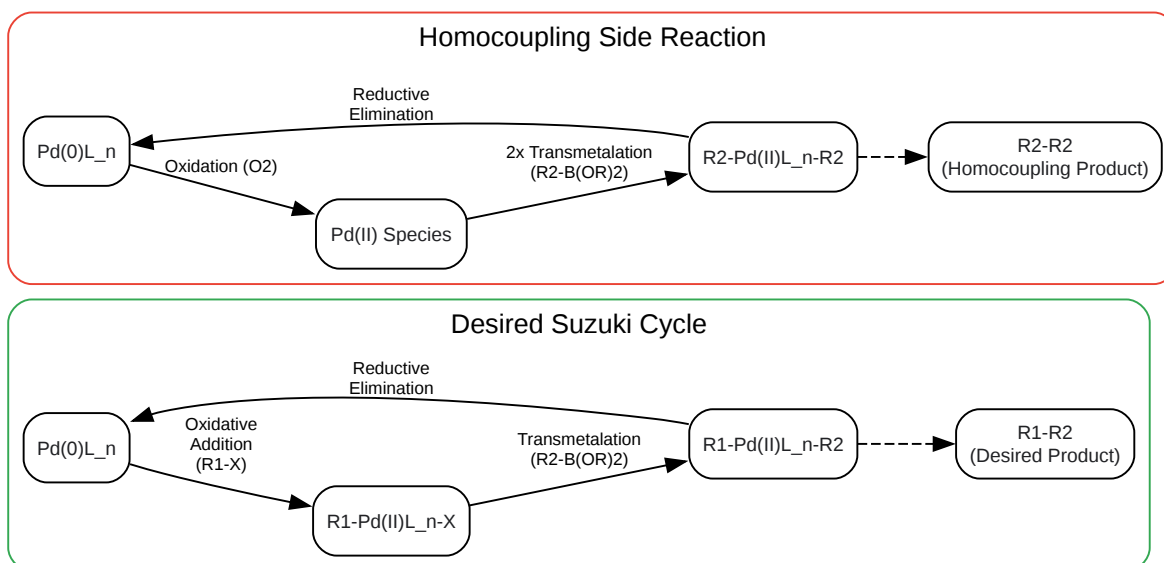 Homocoupling Side Reaction
Reductive
Elimination
Pd(0)L_n
Oxidation (O2)
2x Transmetalation
(R2-B(OR)2)
R2-Pd(II)L_n-R2
R2-R2
(Homocoupling Product)
Pd(II) Species
Desired Suzuki Cycle
Reductive
Elimination
Pd(0)L_n
Oxidative
Addition
(R1-X)
Transmetalation
(R2-B(OR)2)
R1-Pd(II)L_n-R2
R1-R2
(Desired Product)
R1-Pd(II)L_n-X